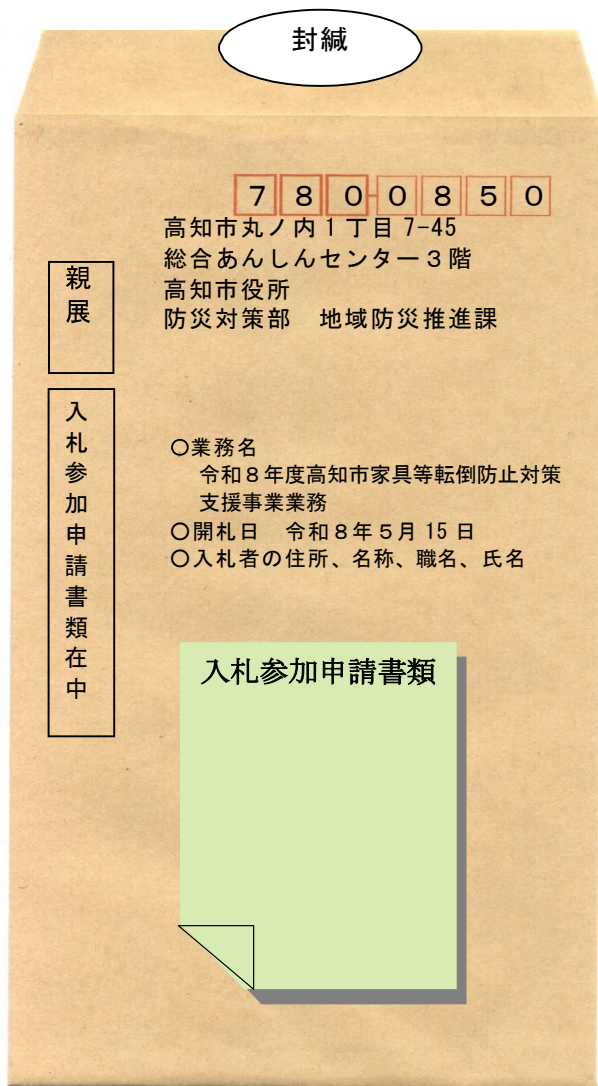 封緘
7800850
高知市丸ノ内1丁目7-45
総合あんしんセンター3階
高知市役所
防災対策部　地域防災推進課
親展
入札参加申請書類在中
〇業務名
令和8年度高知市家具等転倒防止対策
支援事業業務
〇開札日　令和8年5月15日
〇入札者の住所、名称、職名、氏名
入札参加申請書類